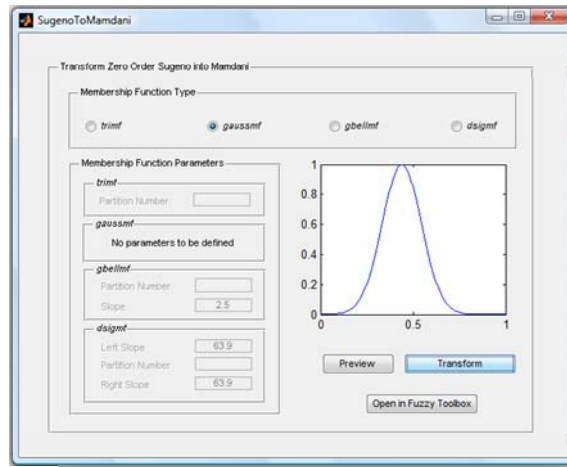 SugenoToMamdani
Transform Zero Order Sugeno into Mamdani
Membership Function Type
trimf gaussmf gbellmf dsigmf
Membership Function Parameters
trimf
Partition Number
gaussmf
No parameters to be defined
gbellmf
Partition Number
Slope 2.5
dsigmf
Left Slope 63.9
Partition Number
Right Slope 63.9
1
0.8
0.6
0.4
0.2
0
0 0.5 1
Preview Transform
Open in Fuzzy Toolbox